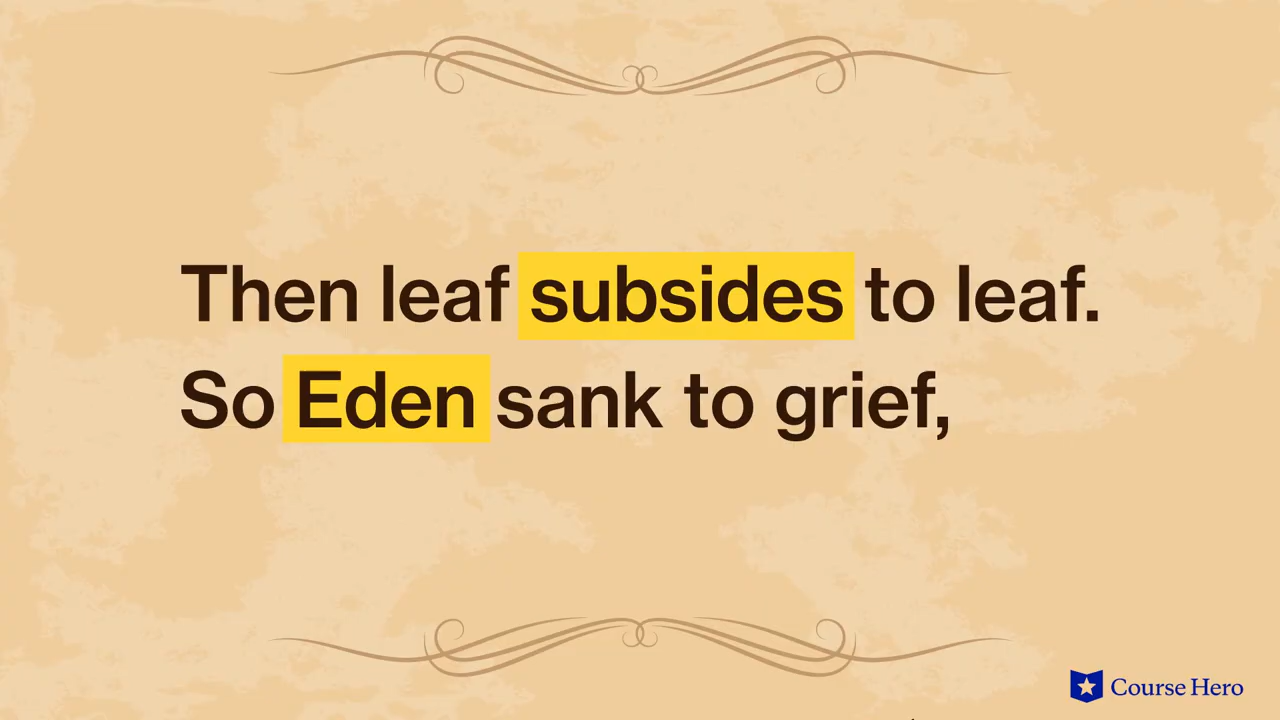 Then leaf subsides to leaf.
So Eden sank to grief,
Course Hero